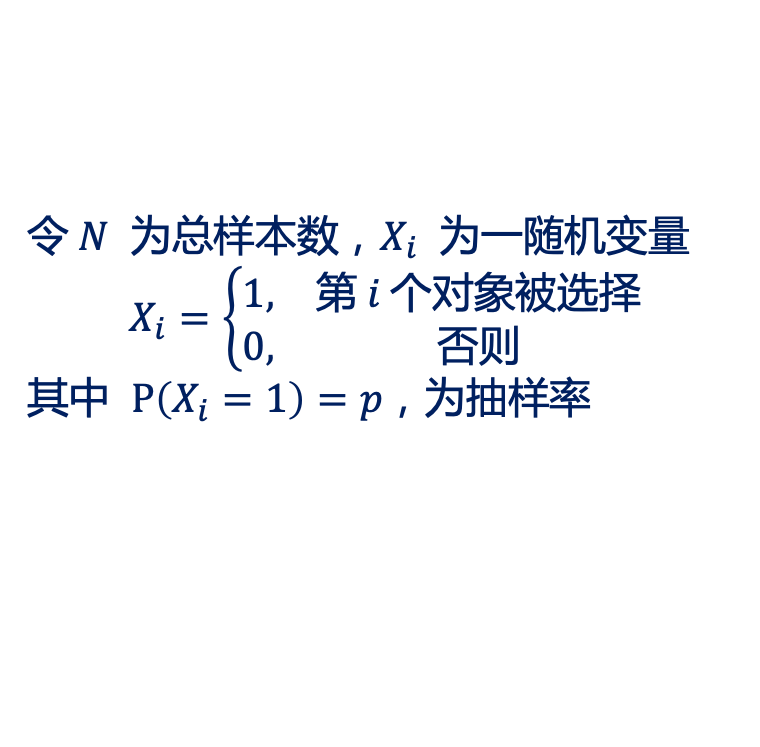 令 N 为总样本数，Xᵢ 为一随机变量
Xᵢ = {1, 第 i 个对象被选择
0, 否则
其中 P(Xᵢ = 1) = p，为抽样率